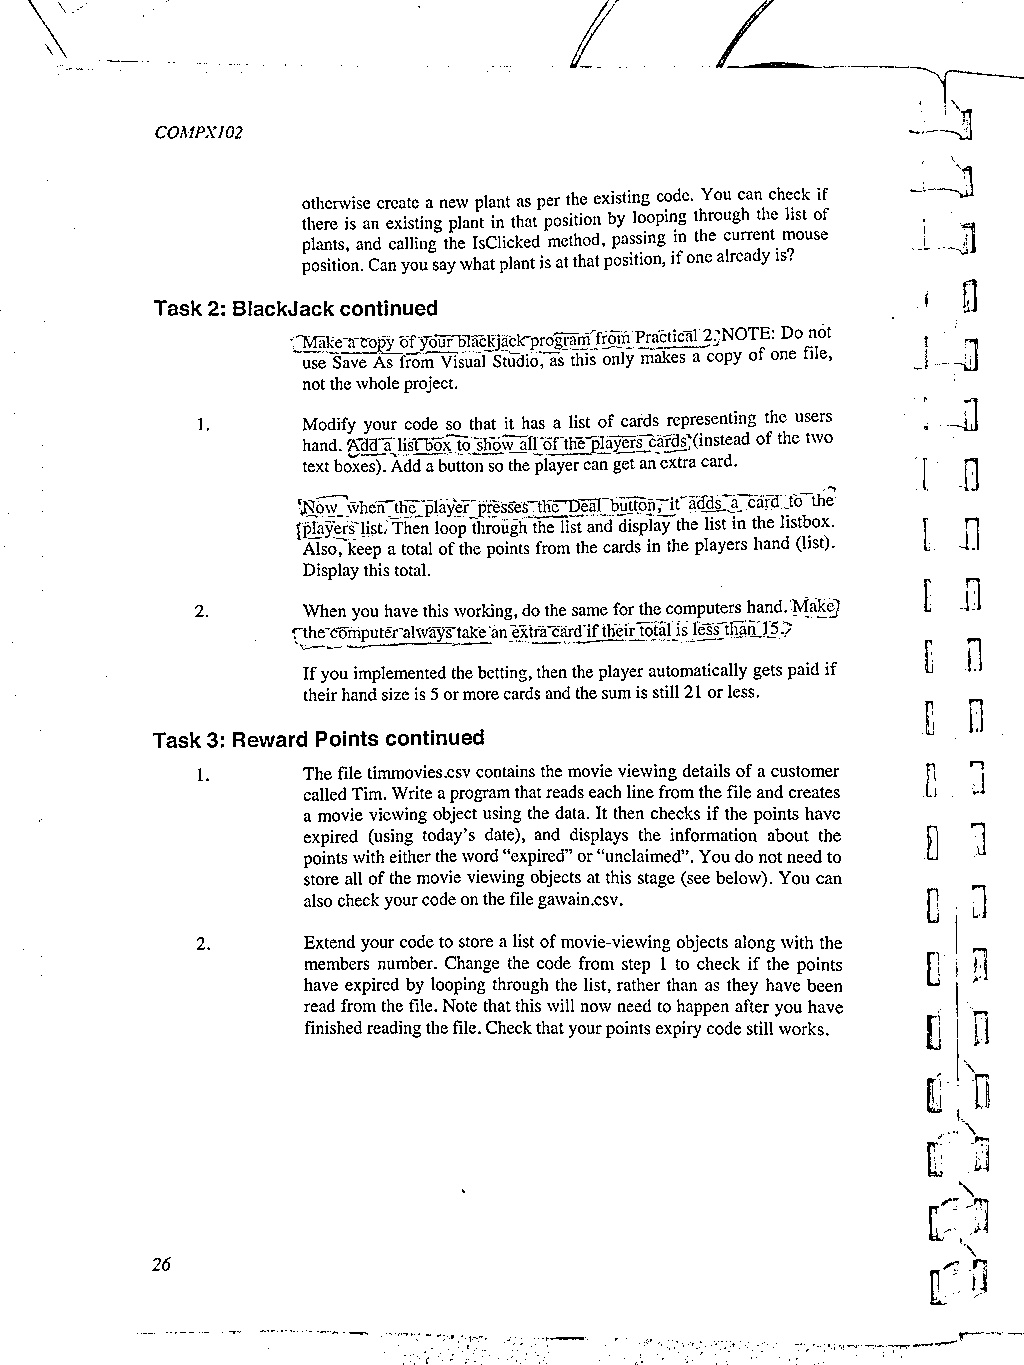 COMPX102
otherwise create a new plant as per the existing code. You can check if
there is an existing plant in that position by looping through the list of
plants, and calling the IsClicked method, passing in the current mouse
position. Can you say what plant is at that position, if one already is?
Task 2: BlackJack continued
Make a copy of your blackjack program from Practical 2. NOTE: Do not
use Save As from Visual Studio, as this only makes a copy of one file,
not the whole project.
1. Modify your code so that it has a list of cards representing the users
hand. Add a list box to show all of the players cards (instead of the two
text boxes). Add a button so the player can get an extra card.
Now when the player presses the Deal button, it adds a card to the
players list. Then loop through the list and display the list in the listbox.
Also, keep a total of the points from the cards in the players hand (list).
Display this total.
2. When you have this working, do the same for the computers hand. Make
the computer always take an extra card if their total is less than 15.
If you implemented the betting, then the player automatically gets paid if
their hand size is 5 or more cards and the sum is still 21 or less.
Task 3: Reward Points continued
1. The file timmovies.csv contains the movie viewing details of a customer
called Tim. Write a program that reads each line from the file and creates
a movie viewing object using the data. It then checks if the points have
expired (using today's date), and displays the information about the
points with either the word "expired" or "unclaimed". You do not need to
store all of the movie viewing objects at this stage (see below). You can
also check your code on the file gawain.csv.
2. Extend your code to store a list of movie-viewing objects along with the
members number. Change the code from step 1 to check if the points
have expired by looping through the list, rather than as they have been
read from the file. Note that this will now need to happen after you have
finished reading the file. Check that your points expiry code still works.
26